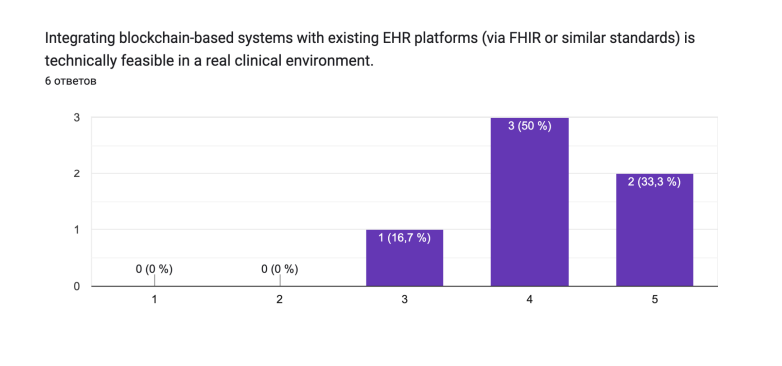 Integrating blockchain-based systems with existing EHR platforms (via FHIR or similar standards) is
technically feasible in a real clinical environment.
6 ответов
3
3 (50 %)
2
2 (33,3 %)
1
1 (16,7 %)
0 (0 %)
0 (0 %)
0
1
2
3
4
5